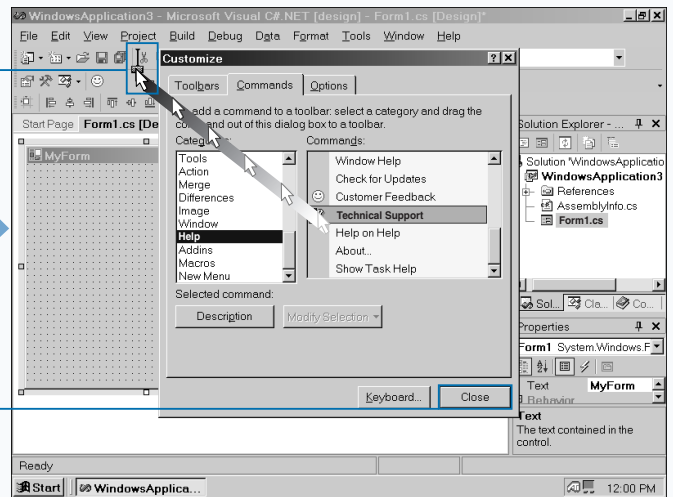 WindowsApplication3 - Microsoft Visual C#.NET [design] - Form1.cs [Design]*
File Edit View Project Build Debug Data Format Tools Window Help
Customize
Toolbars Commands Options
add a command to a toolbar: select a category and drag the
command out of this dialog box to a toolbar.
Categories: Commands:
Tools
Action
Merge
Differences
Image
Window
Help
Addins
Macros
New Menu
Window Help
Check for Updates
Customer Feedback
Technical Support
Help on Help
About...
Show Task Help
Selected command:
Description Modify Selection
Keyboard... Close
Start Page Form1.cs [De
MyForm
Solution Explorer - ...
Solution 'WindowsApplicatio
WindowsApplication3
References
AssemblyInfo.cs
Form1.cs
Sol... Cla... Co...
Properties
Form1 System.Windows.F
Text MyForm
Behavior
Text
The text contained in the
control.
Ready
Start WindowsApplica... 12:00 PM